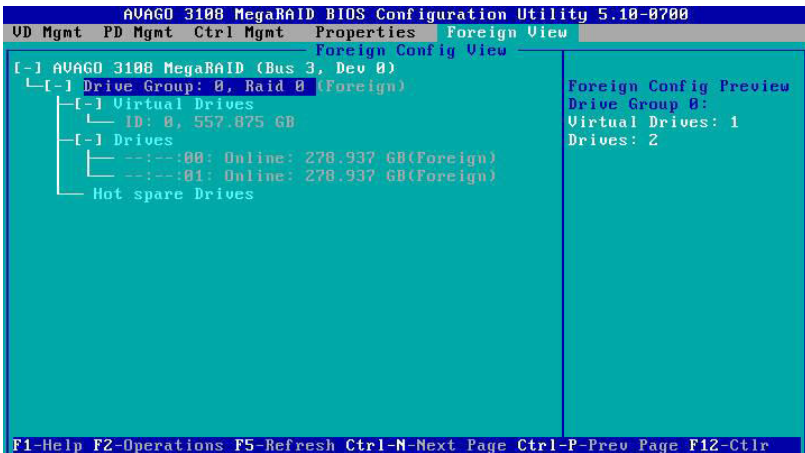 AVAGO 3108 MegaRAID BIOS Configuration Utility 5.10-0700
VD Mgmt PD Mgmt Ctrl Mgmt Properties Foreign View
Foreign Config View
[-] AVAGO 3108 MegaRAID (Bus 3, Dev 0)
[-] Drive Group: 0, Raid 0 (Foreign)
[-] Virtual Drives
ID: 0, 557.875 GB
[-] Drives
--:--:00: Online: 278.937 GB(Foreign)
--:--:01: Online: 278.937 GB(Foreign)
Hot spare Drives
Foreign Config Preview
Drive Group 0:
Virtual Drives: 1
Drives: 2
F1-Help F2-Operations F5-Refresh Ctrl-N-Next Page Ctrl-P-Prev Page F12-Ctlr